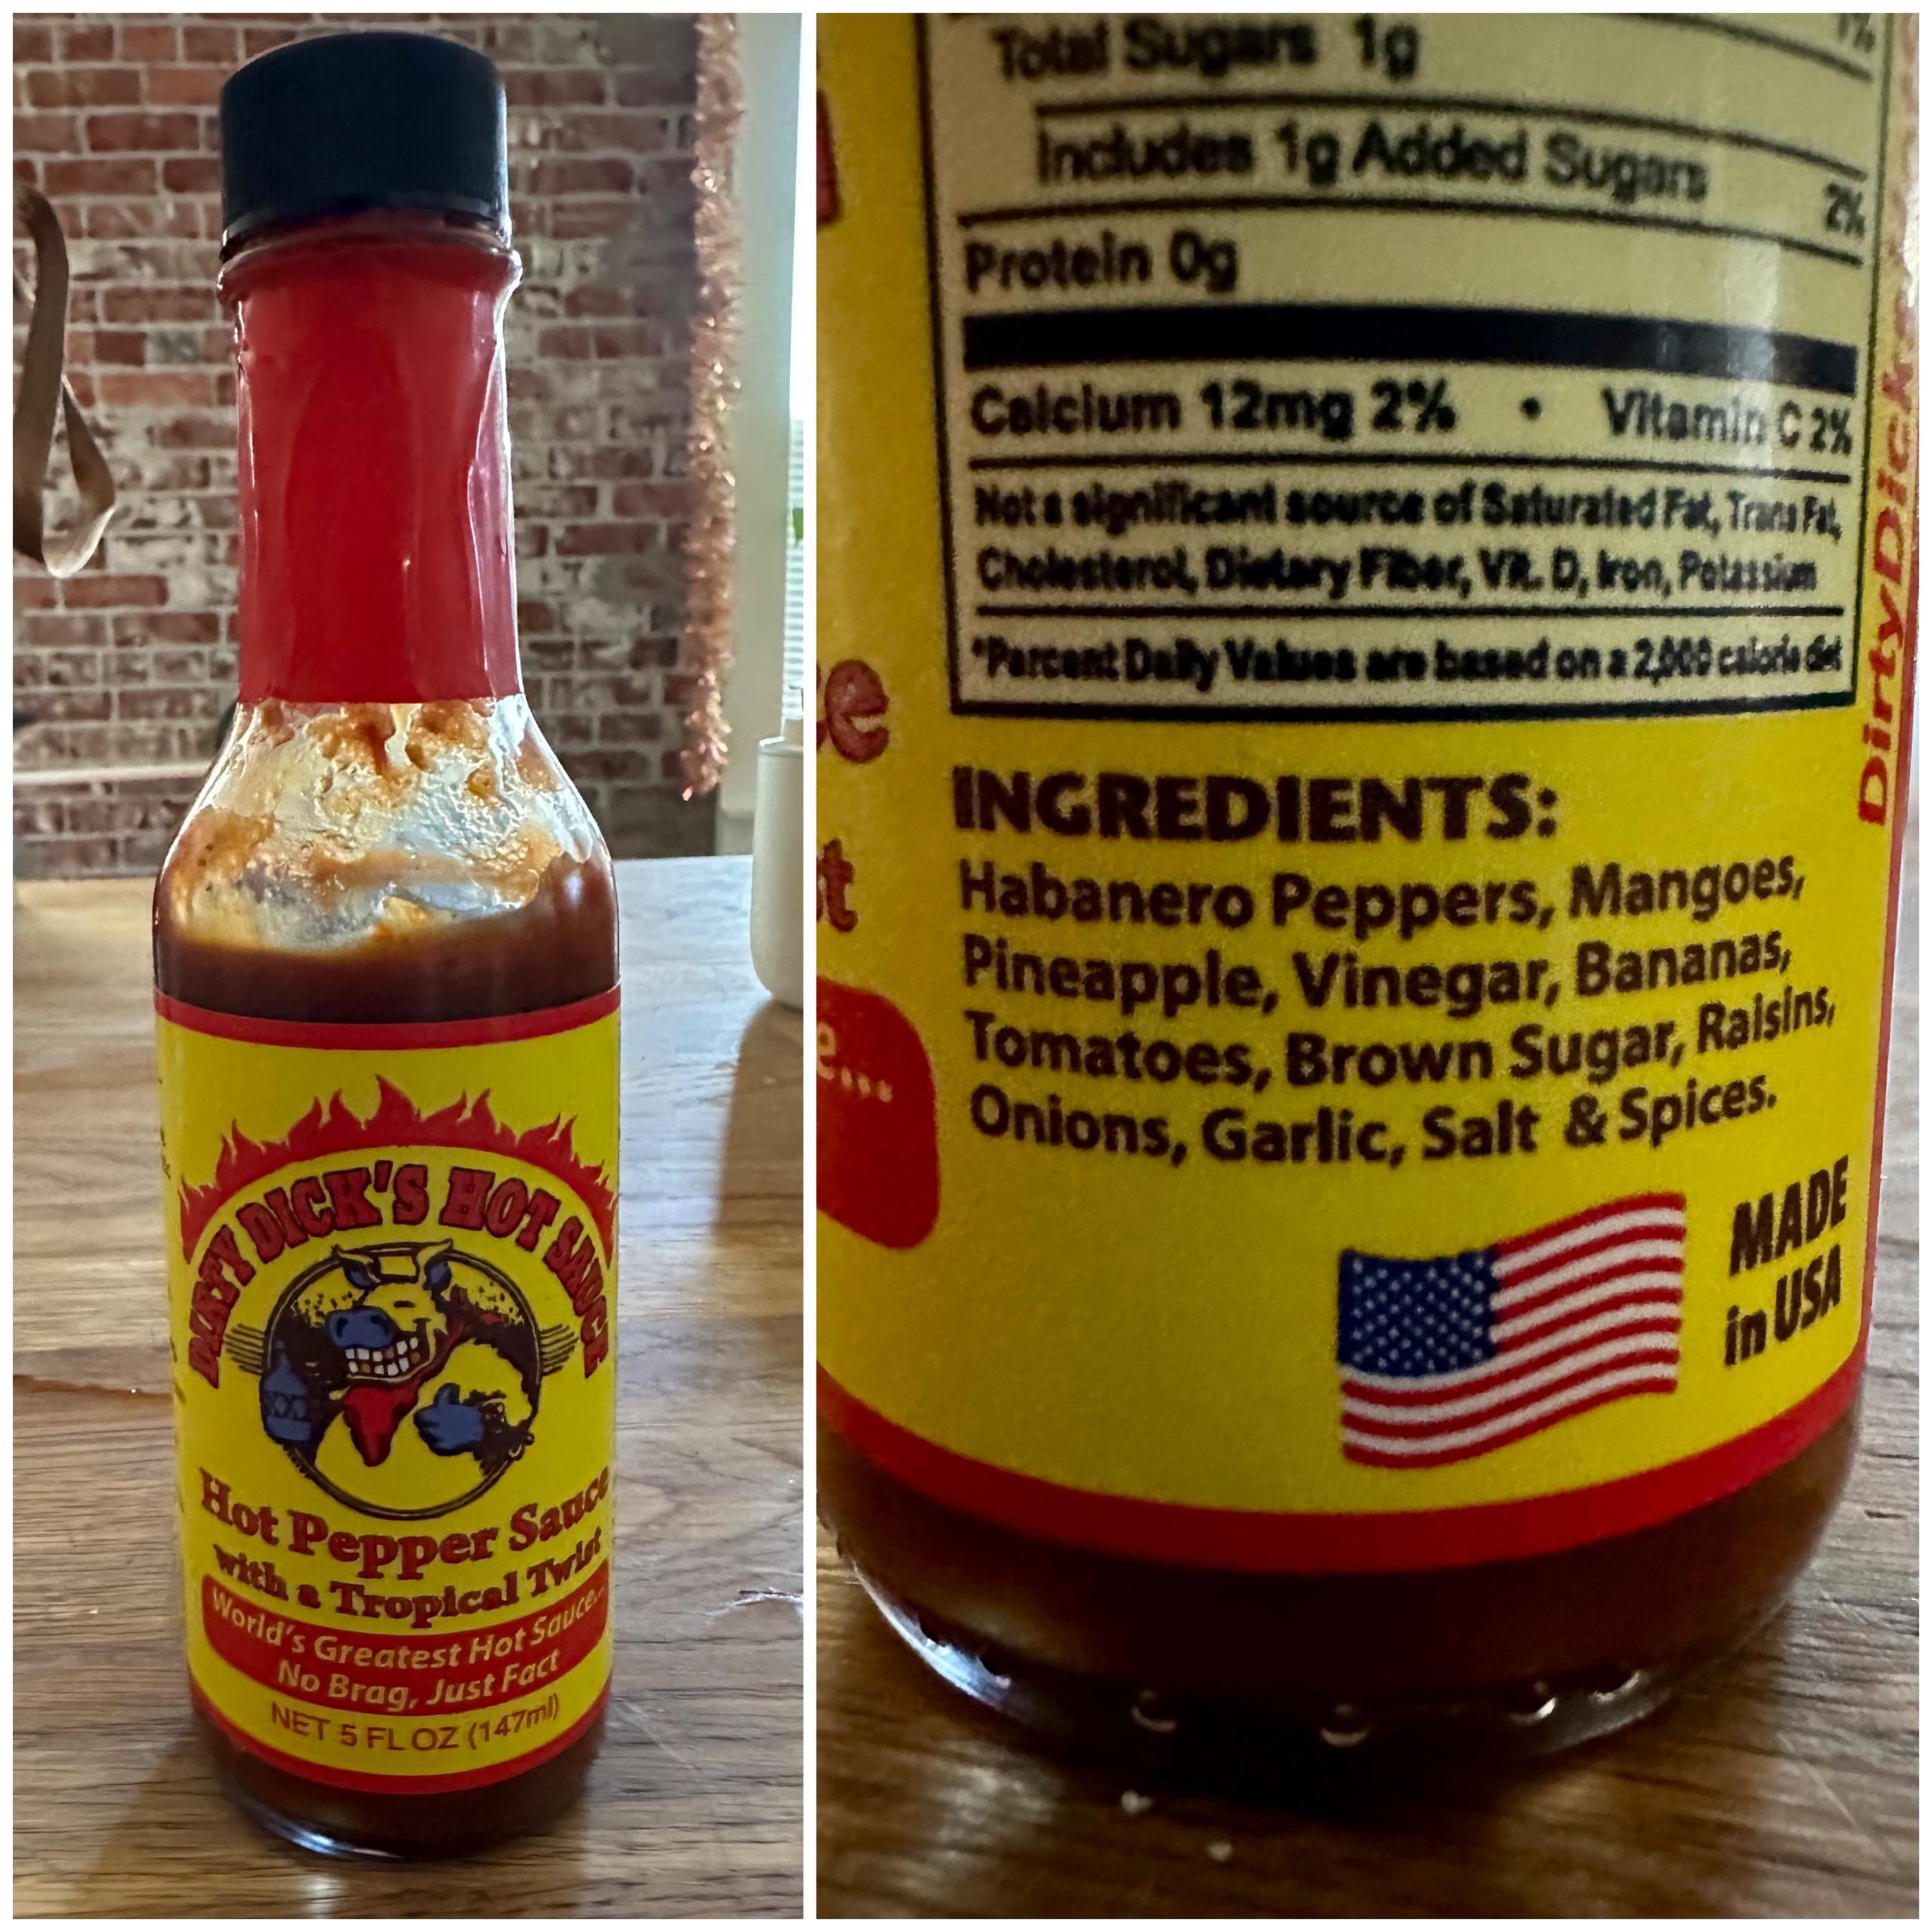 DIRTY DICK'S HOT SAUCE
XXX
Hot Pepper Sauce
with a Tropical Twist
World's Greatest Hot Sauce...
No Brag, Just Fact
NET 5 FL OZ (147ml)
1%
Total Sugars 1g
Includes 1g Added Sugars 2%
Protein 0g
Calcium 12mg 2% • Vitamin C 2%
Not a significant source of Saturated Fat, Trans Fat,
Cholesterol, Dietary Fiber, Vit. D, Iron, Potassium
*Percent Daily Values are based on a 2,000 calorie diet
INGREDIENTS:
Habanero Peppers, Mangoes,
Pineapple, Vinegar, Bananas,
Tomatoes, Brown Sugar, Raisins,
Onions, Garlic, Salt & Spices.
MADE
in USA
DirtyDick
ce
st
e...